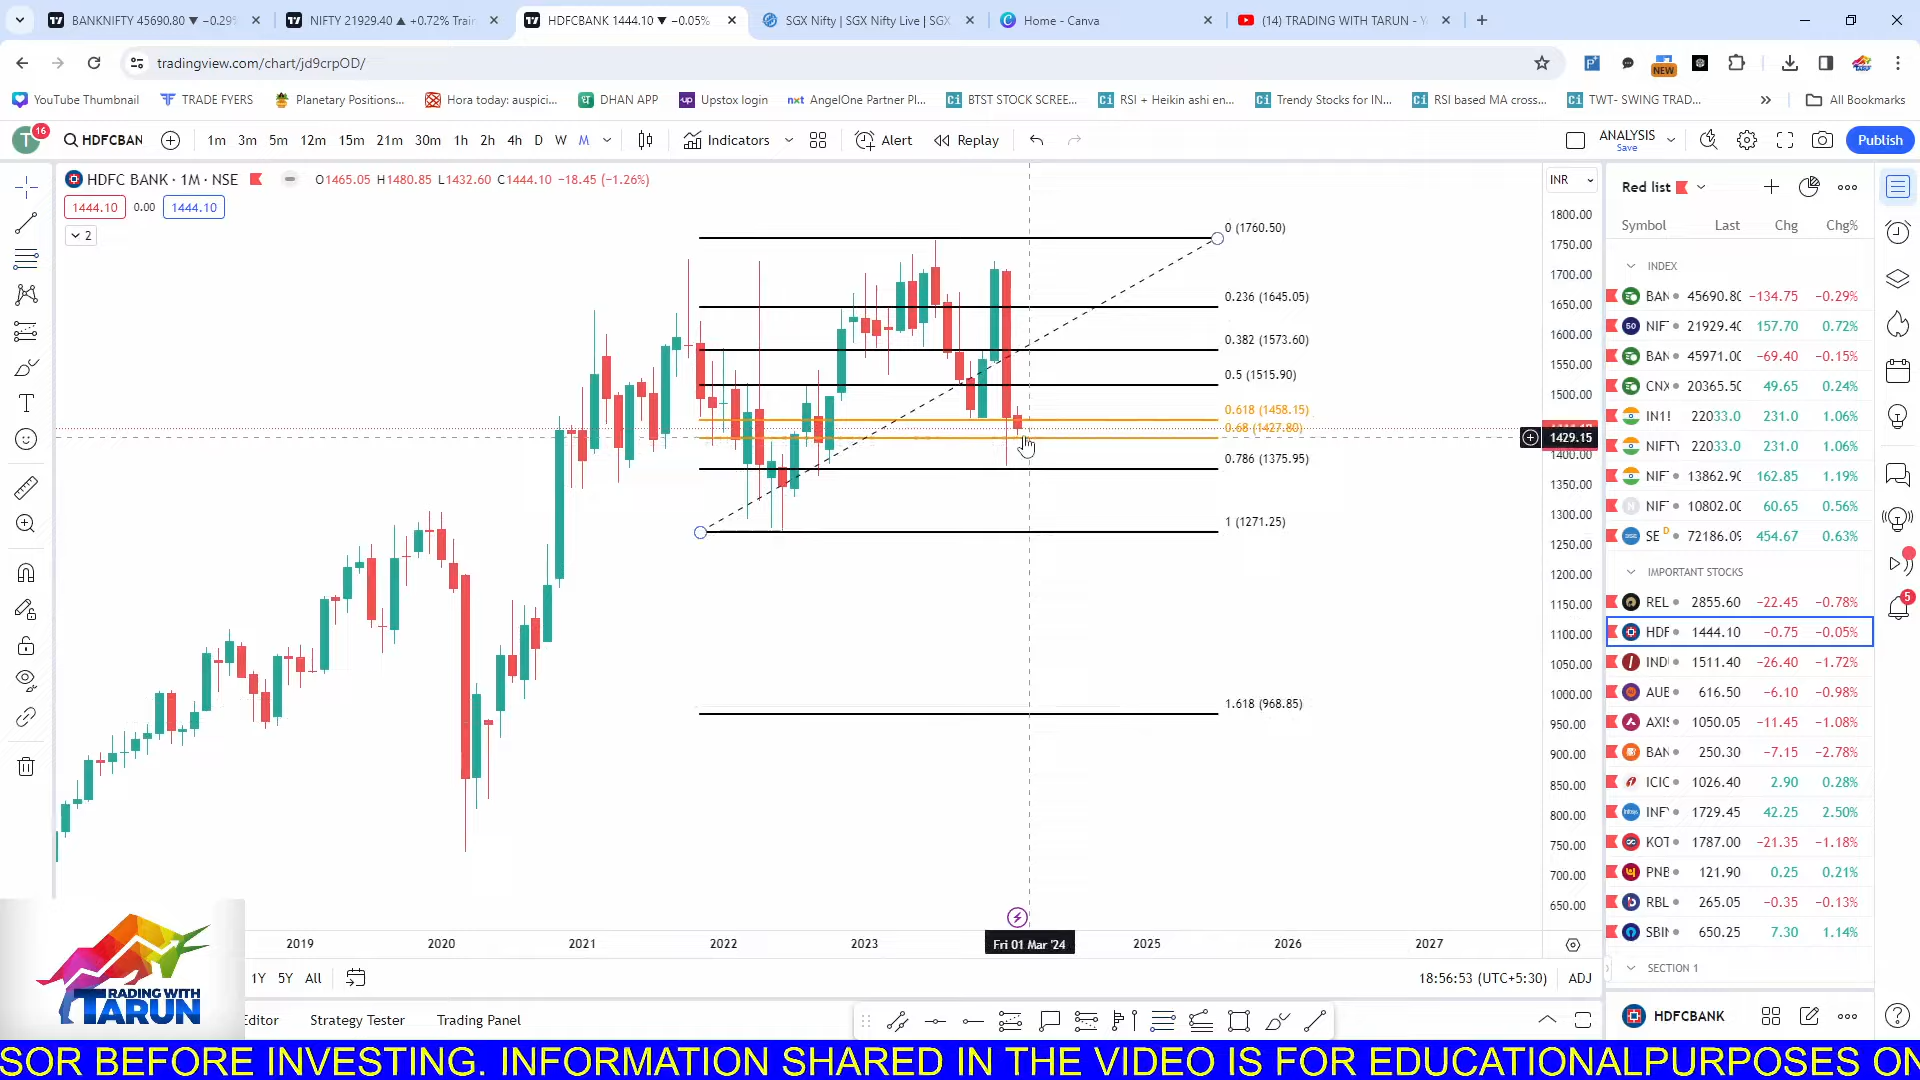 BANKNIFTY 45690.80 ▼ −0.29%
NIFTY 21929.40 ▲ +0.72% Train
HDFCBANK 1444.10 ▼ −0.05%
SGX Nifty | SGX Nifty Live | SGX
Home - Canva
(14) TRADING WITH TARUN - Y
tradingview.com/chart/jd9crpOD/
NEW
YouTube Thumbnail
TRADE FYERS
Planetary Positions...
Hora today: auspici...
DHAN APP
Upstox login
AngelOne Partner Pl...
BTST STOCK SCREE...
RSI + Heikin ashi en...
Trendy Stocks for IN...
RSI based MA cross...
TWT- SWING TRAD...
All Bookmarks
T 16
HDFCBAN
1m 3m 5m 12m 15m 21m 30m 1h 2h 4h D W M
Indicators
Alert
Replay
ANALYSIS
Save
Publish
HDFC BANK · 1M · NSE
O1465.05 H1480.85 L1432.60 C1444.10 −18.45 (−1.26%)
1444.10 0.00 1444.10
2
INR
0 (1760.50)
0.236 (1645.05)
0.382 (1573.60)
0.5 (1515.90)
0.618 (1458.15)
0.68 (1427.80)
0.786 (1375.95)
1 (1271.25)
1.618 (968.85)
1800.00
1750.00
1700.00
1650.00
1600.00
1550.00
1500.00
1429.15
1400.00
1350.00
1300.00
1250.00
1200.00
1150.00
1100.00
1050.00
1000.00
950.00
900.00
850.00
800.00
750.00
700.00
650.00
2019 2020 2021 2022 2023 Fri 01 Mar '24 2025 2026 2027
1Y 5Y All
18:56:53 (UTC+5:30) ADJ
Editor Strategy Tester Trading Panel
Red list
Symbol Last Chg Chg%
INDEX
BAN 45690.80 −134.75 −0.29%
NIF 21929.40 157.70 0.72%
BAN 45971.00 −69.40 −0.15%
CNX 20365.50 49.65 0.24%
IN1! 22033.0 231.0 1.06%
NIFTY 22033.0 231.0 1.06%
NIF 13862.90 162.85 1.19%
NIF 10802.00 60.65 0.56%
SE D 72186.09 454.67 0.63%
IMPORTANT STOCKS
REL 2855.60 −22.45 −0.78%
HDF 1444.10 −0.75 −0.05%
IND 1511.40 −26.40 −1.72%
AUB 616.50 −6.10 −0.98%
AXIS 1050.05 −11.45 −1.08%
BAN 250.30 −7.15 −2.78%
ICIC 1026.40 2.90 0.28%
INFY 1729.45 42.25 2.50%
KOT 1787.00 −21.35 −1.18%
PNB 121.90 0.25 0.21%
RBL 265.05 −0.35 −0.13%
SBIN 650.25 7.30 1.14%
SECTION 1
HDFCBANK
5
TRADING WITH
TARUN
SOR BEFORE INVESTING. INFORMATION SHARED IN THE VIDEO IS FOR EDUCATIONALPURPOSES ON